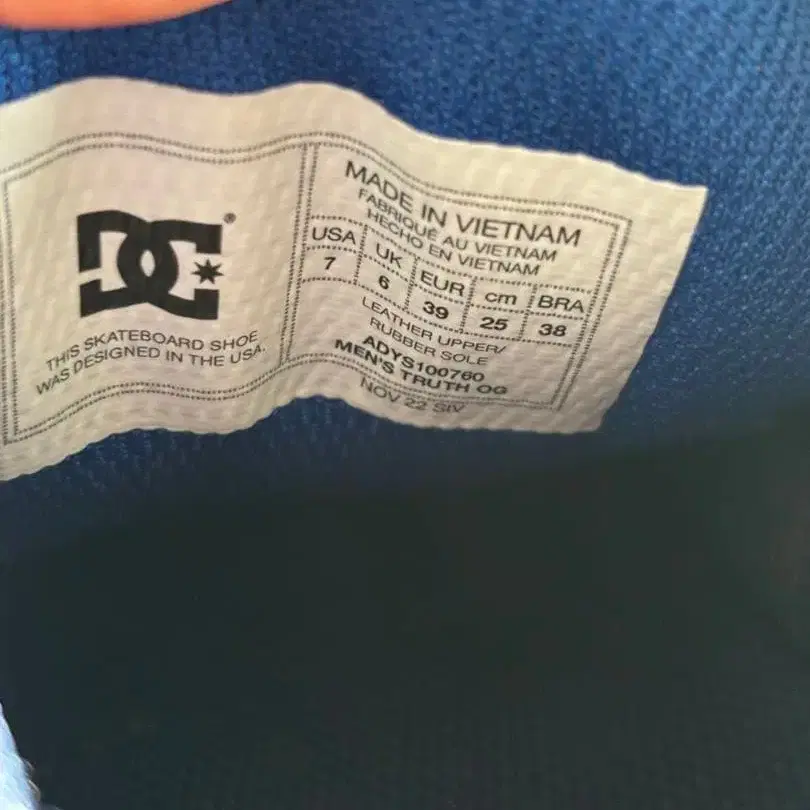 DC®
THIS SKATEBOARD SHOE
WAS DESIGNED IN THE USA.
MADE IN VIETNAM
FABRIQUÉ AU VIETNAM
HECHO EN VIETNAM
USA UK EUR cm BRA
7 6 39 25 38
LEATHER UPPER/
RUBBER SOLE
ADYS100760
MEN'S TRUTH OG
NOV 22 SIV